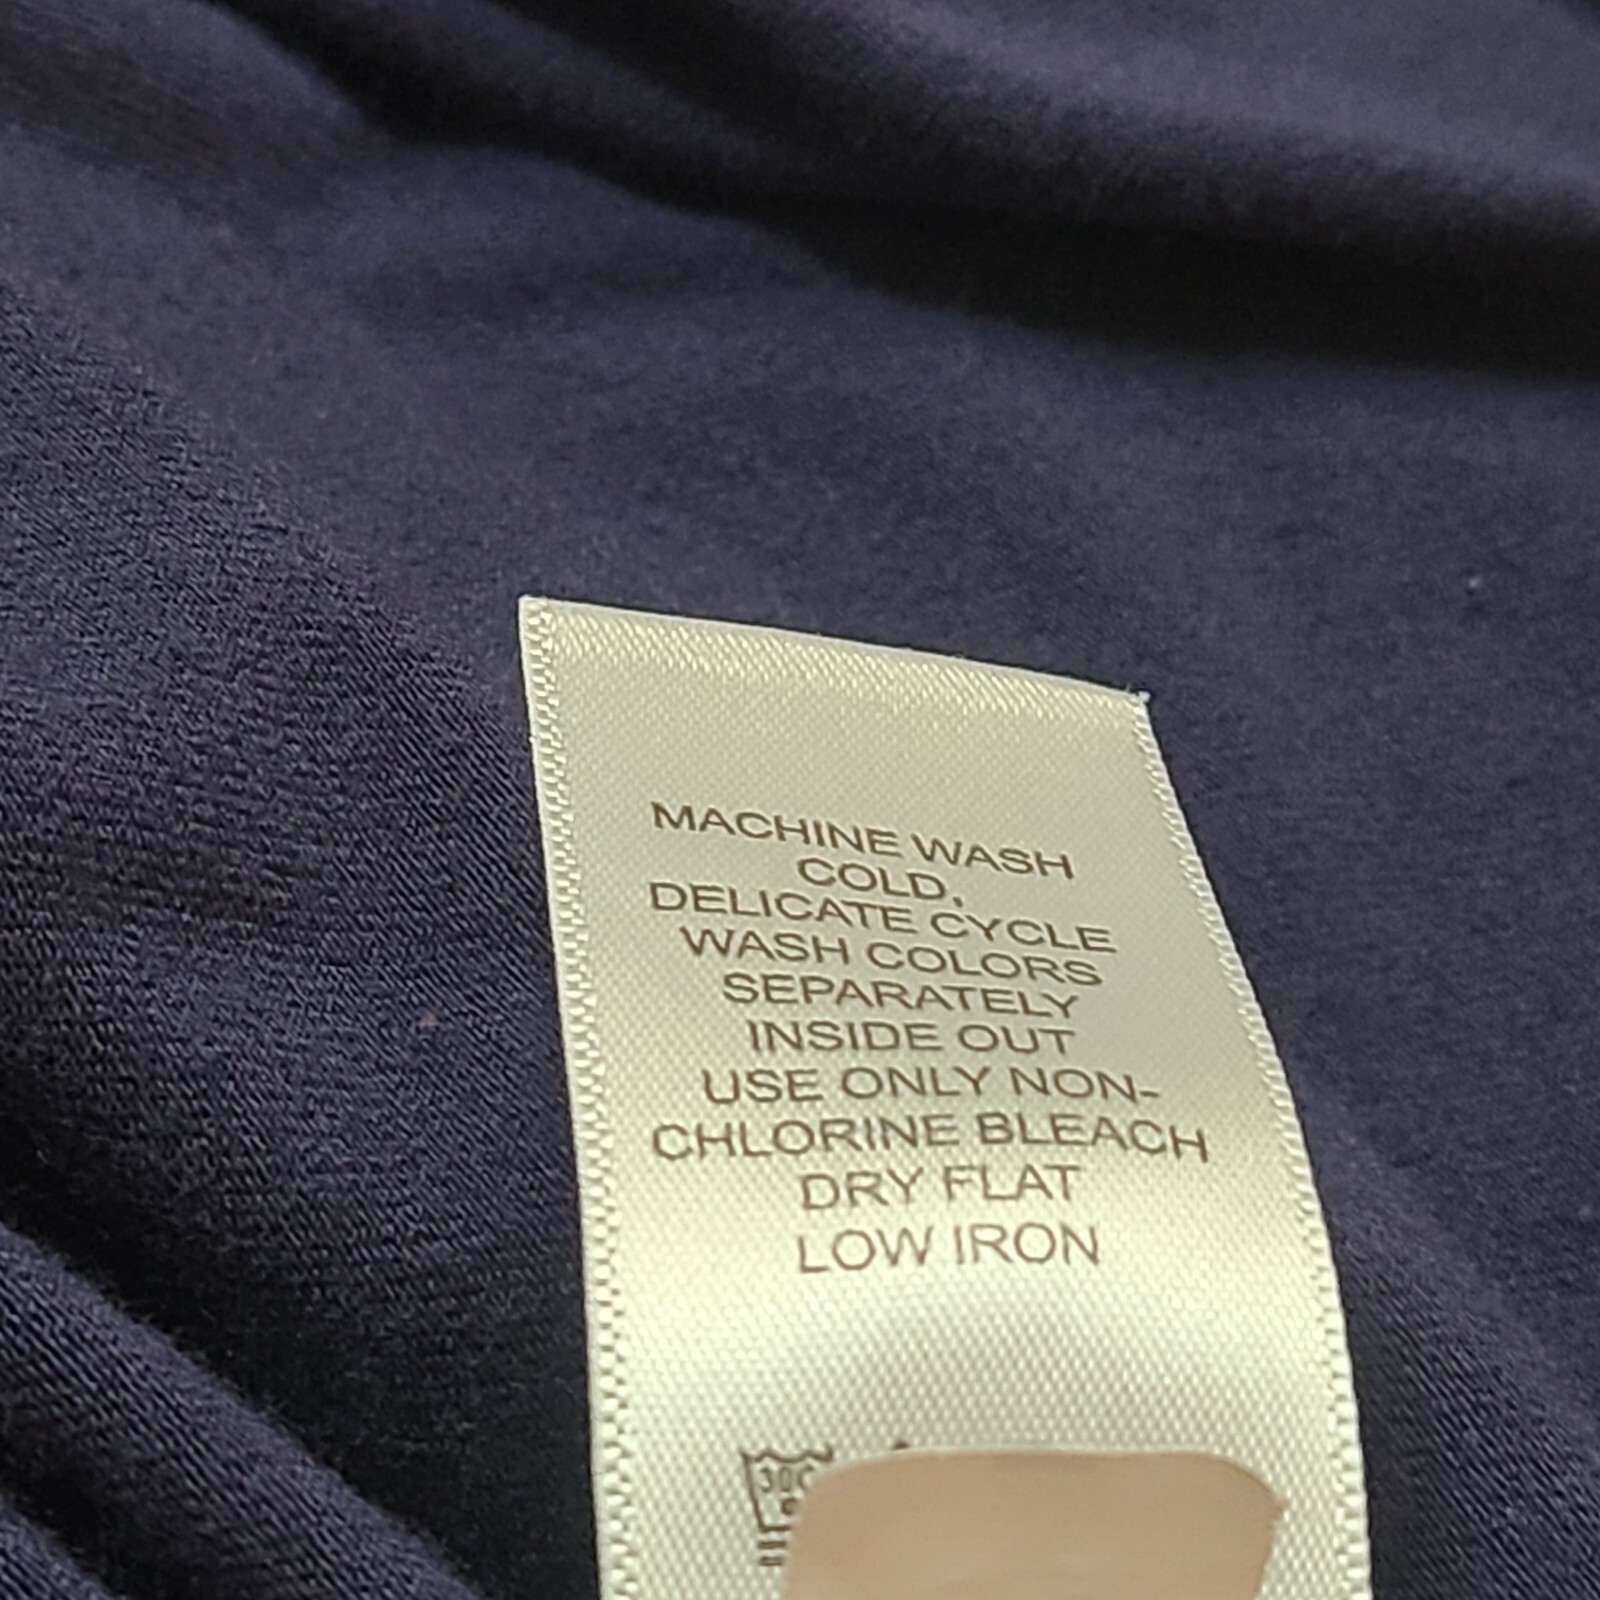 MACHINE WASH
COLD,
DELICATE CYCLE
WASH COLORS
SEPARATELY
INSIDE OUT
USE ONLY NON-
CHLORINE BLEACH
DRY FLAT
LOW IRON